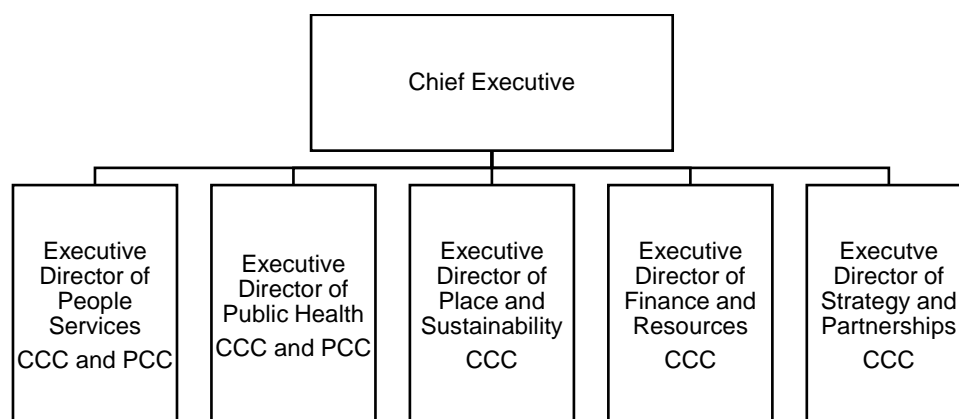 Chief Executive
Executive
Director of
People
Services
CCC and PCC
Executive
Director of
Public Health
CCC and PCC
Executive
Director of
Place and
Sustainability
CCC
Executive
Director of
Finance and
Resources
CCC
Executve
Director of
Strategy and
Partnerships
CCC